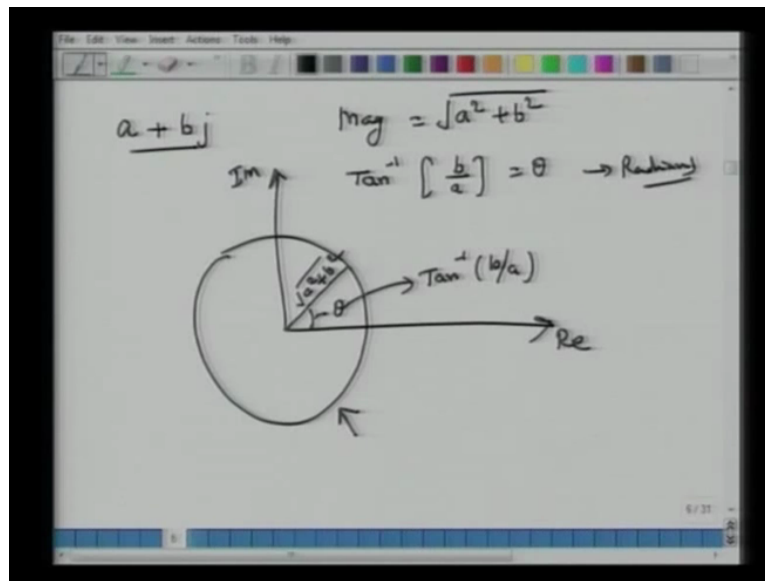 File Edit View Insert Actions Tools Help
a + bj
Mag = √a² + b²
Tan⁻¹ [b/a] = θ → Radians
Im
√a² + b²
θ
Tan⁻¹ (b/a)
Re
6/31
6